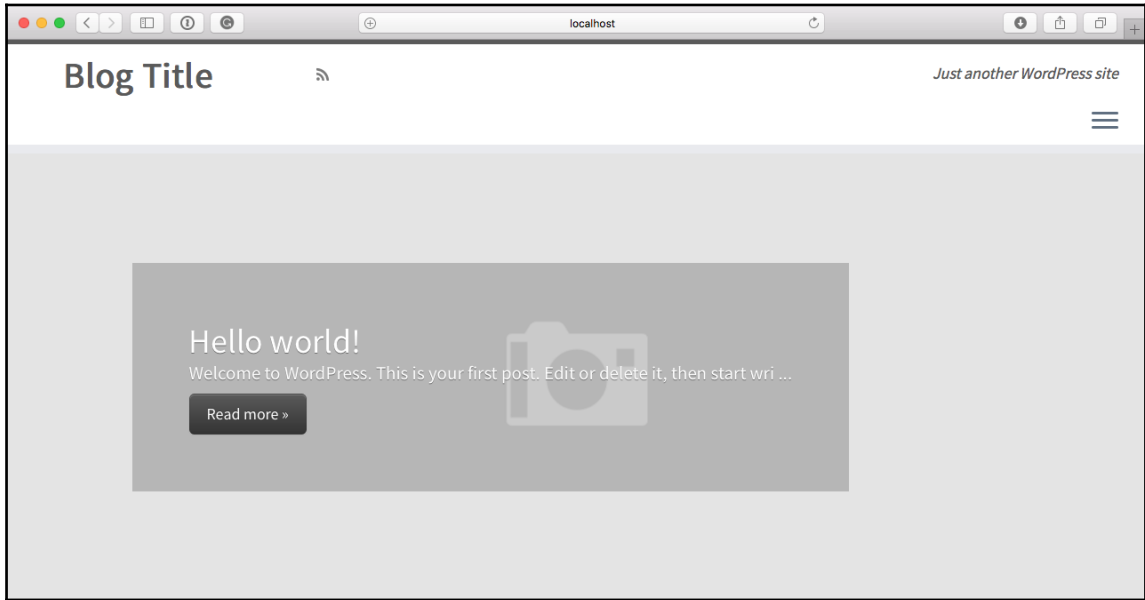 localhost
Blog Title
Just another WordPress site
Hello world!
Welcome to WordPress. This is your first post. Edit or delete it, then start wri ...
Read more »